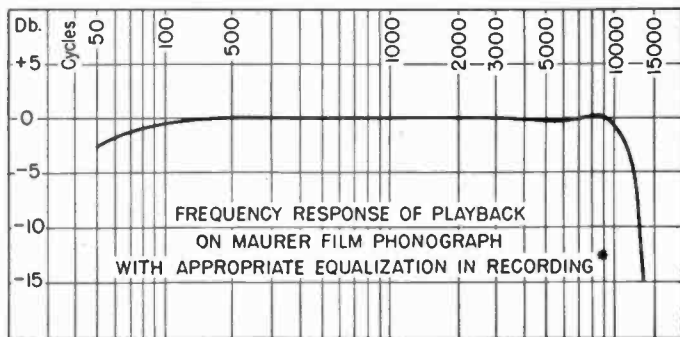 Db. Cycles 50 100 500 1000 2000 3000 5000 10000 15000
+5
0
-5
-10
-15
FREQUENCY RESPONSE OF PLAYBACK
ON MAURER FILM PHONOGRAPH
WITH APPROPRIATE EQUALIZATION IN RECORDING